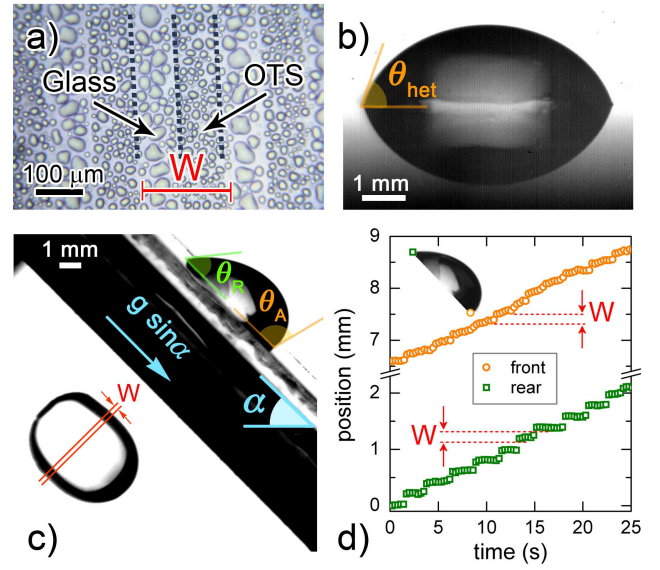 a)
Glass
OTS
W
100 μm
b)
θhet
1 mm
1 mm
θR
θA
g sinα
α
W
c)
9
8
7
2
1
0
position (mm)
W
front
rear
W
0
5
10
15
20
25
time (s)
d)